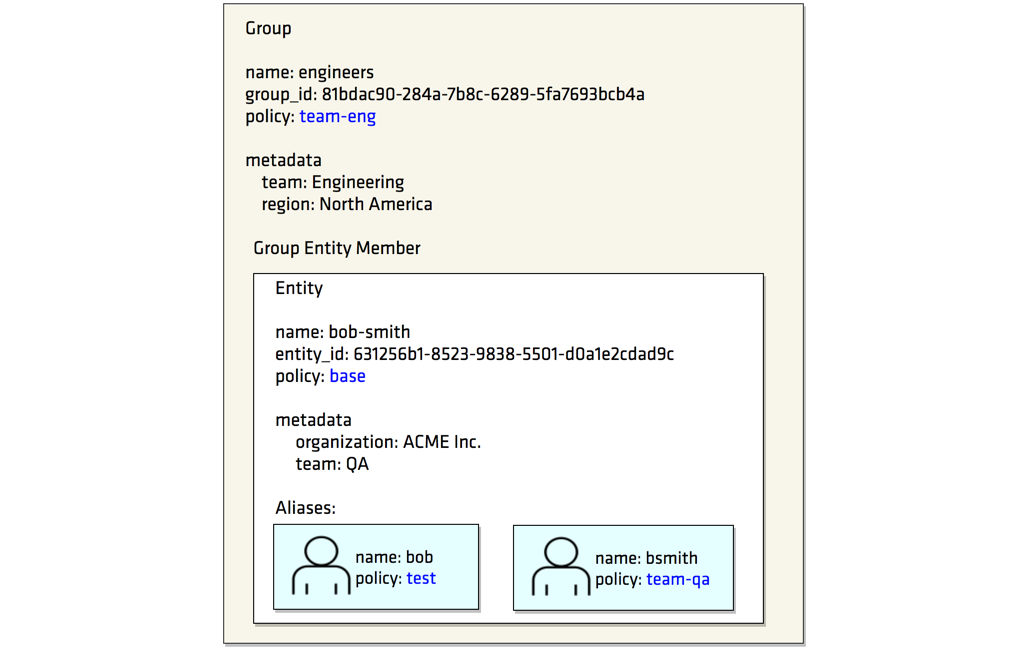 Group
name: engineers
group_id: 81bdac90-284a-7b8c-6289-5fa7693bcb4a
policy: team-eng
metadata
team: Engineering
region: North America
Group Entity Member
Entity
name: bob-smith
entity_id: 631256b1-8523-9838-5501-d0a1e2cdad9c
policy: base
metadata
organization: ACME Inc.
team: QA
Aliases:
name: bob
policy: test
name: bsmith
policy: team-qa